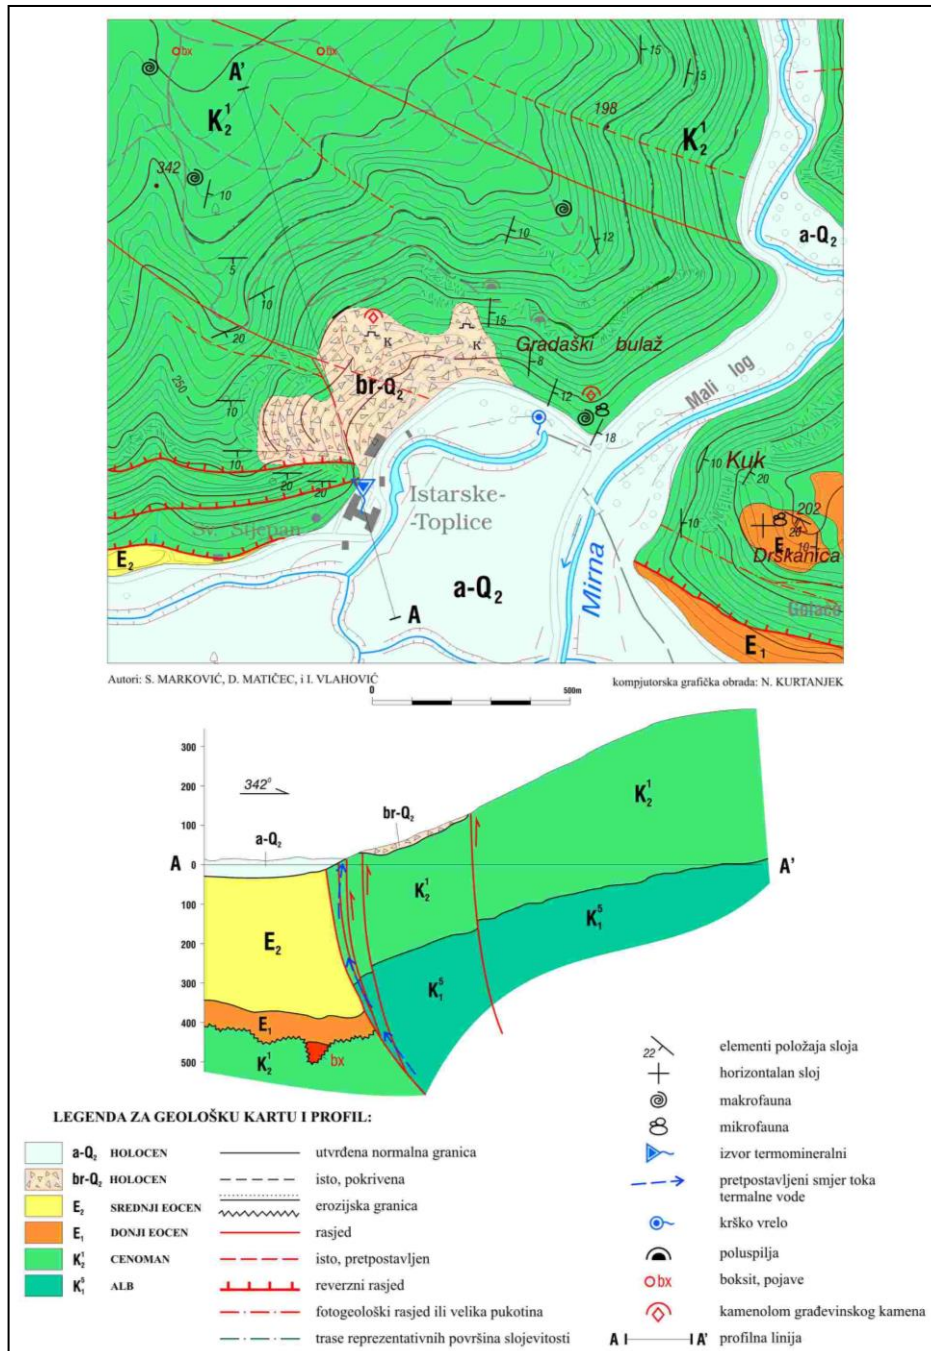 bx
bx
A'
K₂¹
15
15
198
K₂¹
342
10
a-Q₂
10
12
5
10
15
20
K
K
Gradaški bulaž
8
br-Q₂
250
12
Mali log
10
18
10
Kuk
20
10
20
20
Istarske-
-Toplice
202
Sv. Stjepan
10
20
E₁
10
Drškanica
E₂
a-Q₂
Mirna
A
E₁
Autori: S. MARKOVIĆ, D. MATIČEC, i I. VLAHOVIĆ
kompjutorska grafička obrada: N. KURTANJEK
0 500m
300
200
100
0
100
200
300
400
500
342⁰
a-Q₂
br-Q₂
K₂¹
A
A'
K₂¹
K₁⁵
E₂
K₁⁵
E₁
K₂¹
bx
LEGENDA ZA GEOLOŠKU KARTU I PROFIL:
a-Q₂ HOLOCEN
br-Q₂ HOLOCEN
E₂ SREDNJI EOCEN
E₁ DONJI EOCEN
K₂¹ CENOMAN
K₁⁵ ALB
utvrđena normalna granica
isto, pokrivena
erozijska granica
rasjed
isto, pretpostavljen
reverzni rasjed
fotogeološki rasjed ili velika pukotina
trase reprezentativnih površina slojevitosti
22 elementi položaja sloja
horizontalan sloj
makrofauna
mikrofauna
izvor termomineralni
pretpostavljeni smjer toka
termalne vode
krško vrelo
poluspilja
bx boksit, pojave
kamenolom građevinskog kamena
A A' profilna linija